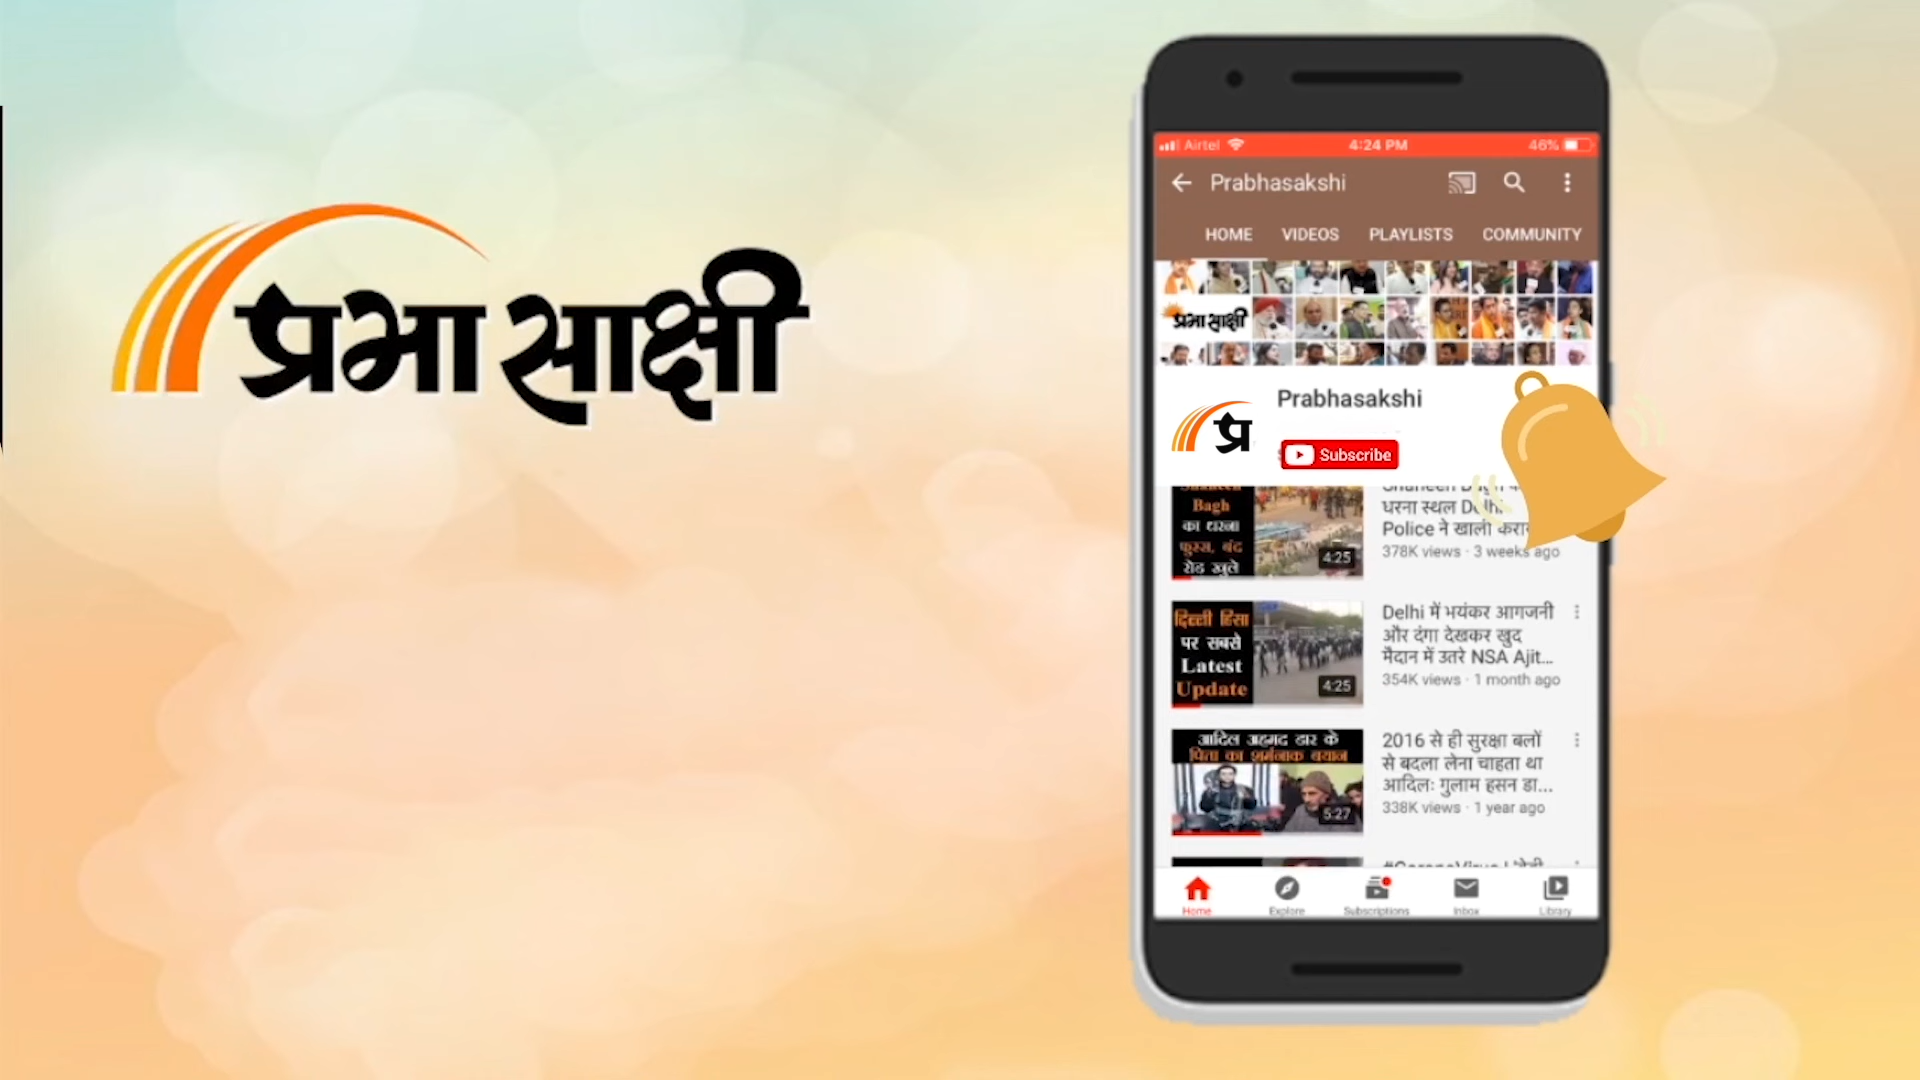 प्रभासाक्षी
Airtel 4:24 PM 46%
Prabhasakshi
HOME VIDEOS PLAYLISTS COMMUNITY
प्रभासाक्षी
Prabhasakshi
प्र
Subscribe
Bagh
का धरना
फुस्स, बंद
रोड खुले
4:25
धरना स्थल
Police ने खाली
378K views · 3 weeks ago
दिल्ली हिंसा
पर सबसे
Latest
Update
4:25
Delhi में भयंकर आगजनी
और दंगा देखकर खुद
मैदान में उतरे NSA Ajit...
354K views · 1 month ago
आदिल अहमद डार के
पिता का शर्मनाक बयान
5:27
2016 से ही सुरक्षा बलों
से बदला लेना चाहता था
आदिलः गुलाम हसन डा...
338K views · 1 year ago
Home Explore Subscriptions Inbox Library